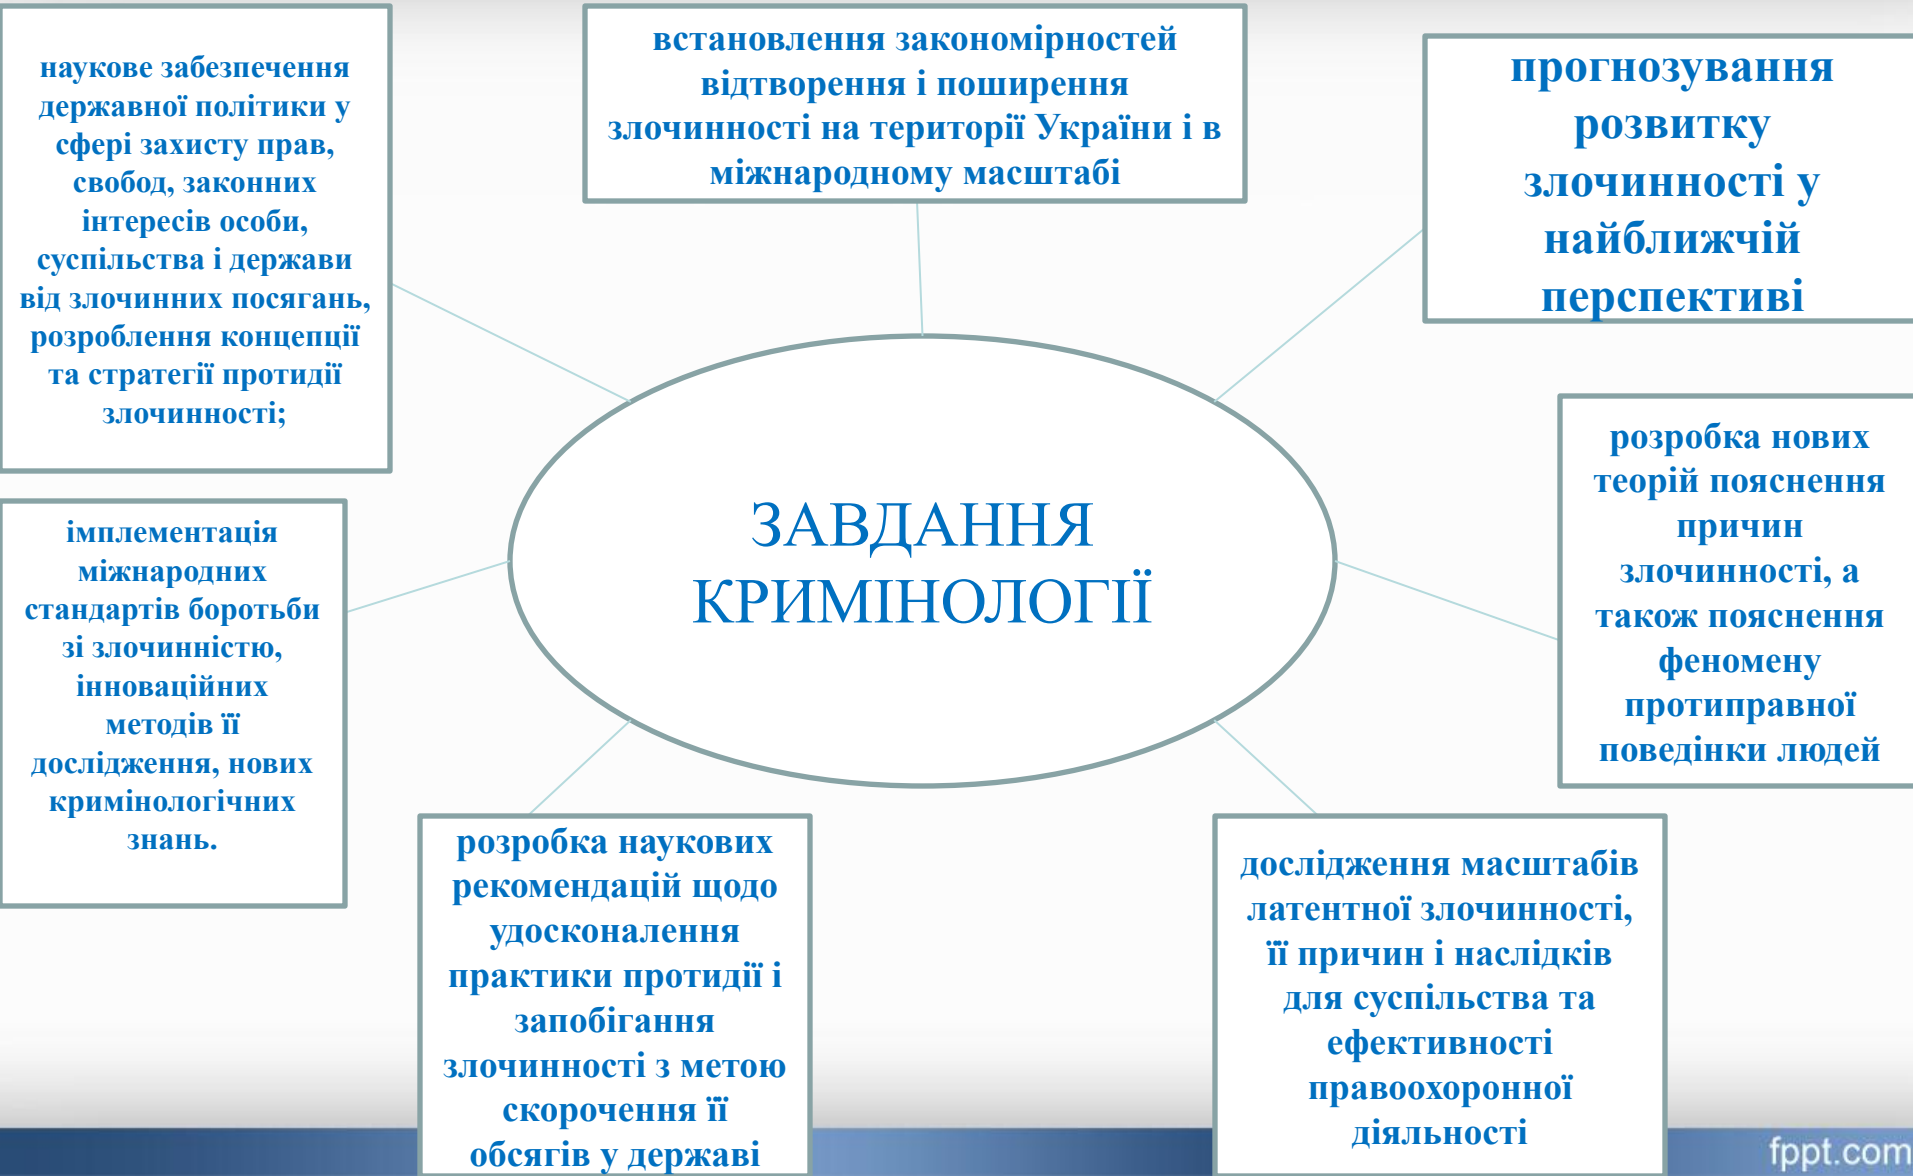 наукове забезпечення
державної політики у
сфері захисту прав,
свобод, законних
інтересів особи,
суспільства і держави
від злочинних посягань,
розроблення концепції
та стратегії протидії
злочинності;
встановлення закономірностей
відтворення і поширення
злочинності на території України і в
міжнародному масштабі
прогнозування
розвитку
злочинності у
найближчій
перспективі
ЗАВДАННЯ
КРИМІНОЛОГІЇ
розробка нових
теорій пояснення
причин
злочинності, а
також пояснення
феномену
протиправної
поведінки людей
імплементація
міжнародних
стандартів боротьби
зі злочинністю,
інноваційних
методів її
дослідження, нових
кримінологічних
знань.
розробка наукових
рекомендацій щодо
удосконалення
практики протидії і
запобігання
злочинності з метою
скорочення її
обсягів у державі
дослідження масштабів
латентної злочинності,
її причин і наслідків
для суспільства та
ефективності
правоохоронної
діяльності
fppt.com